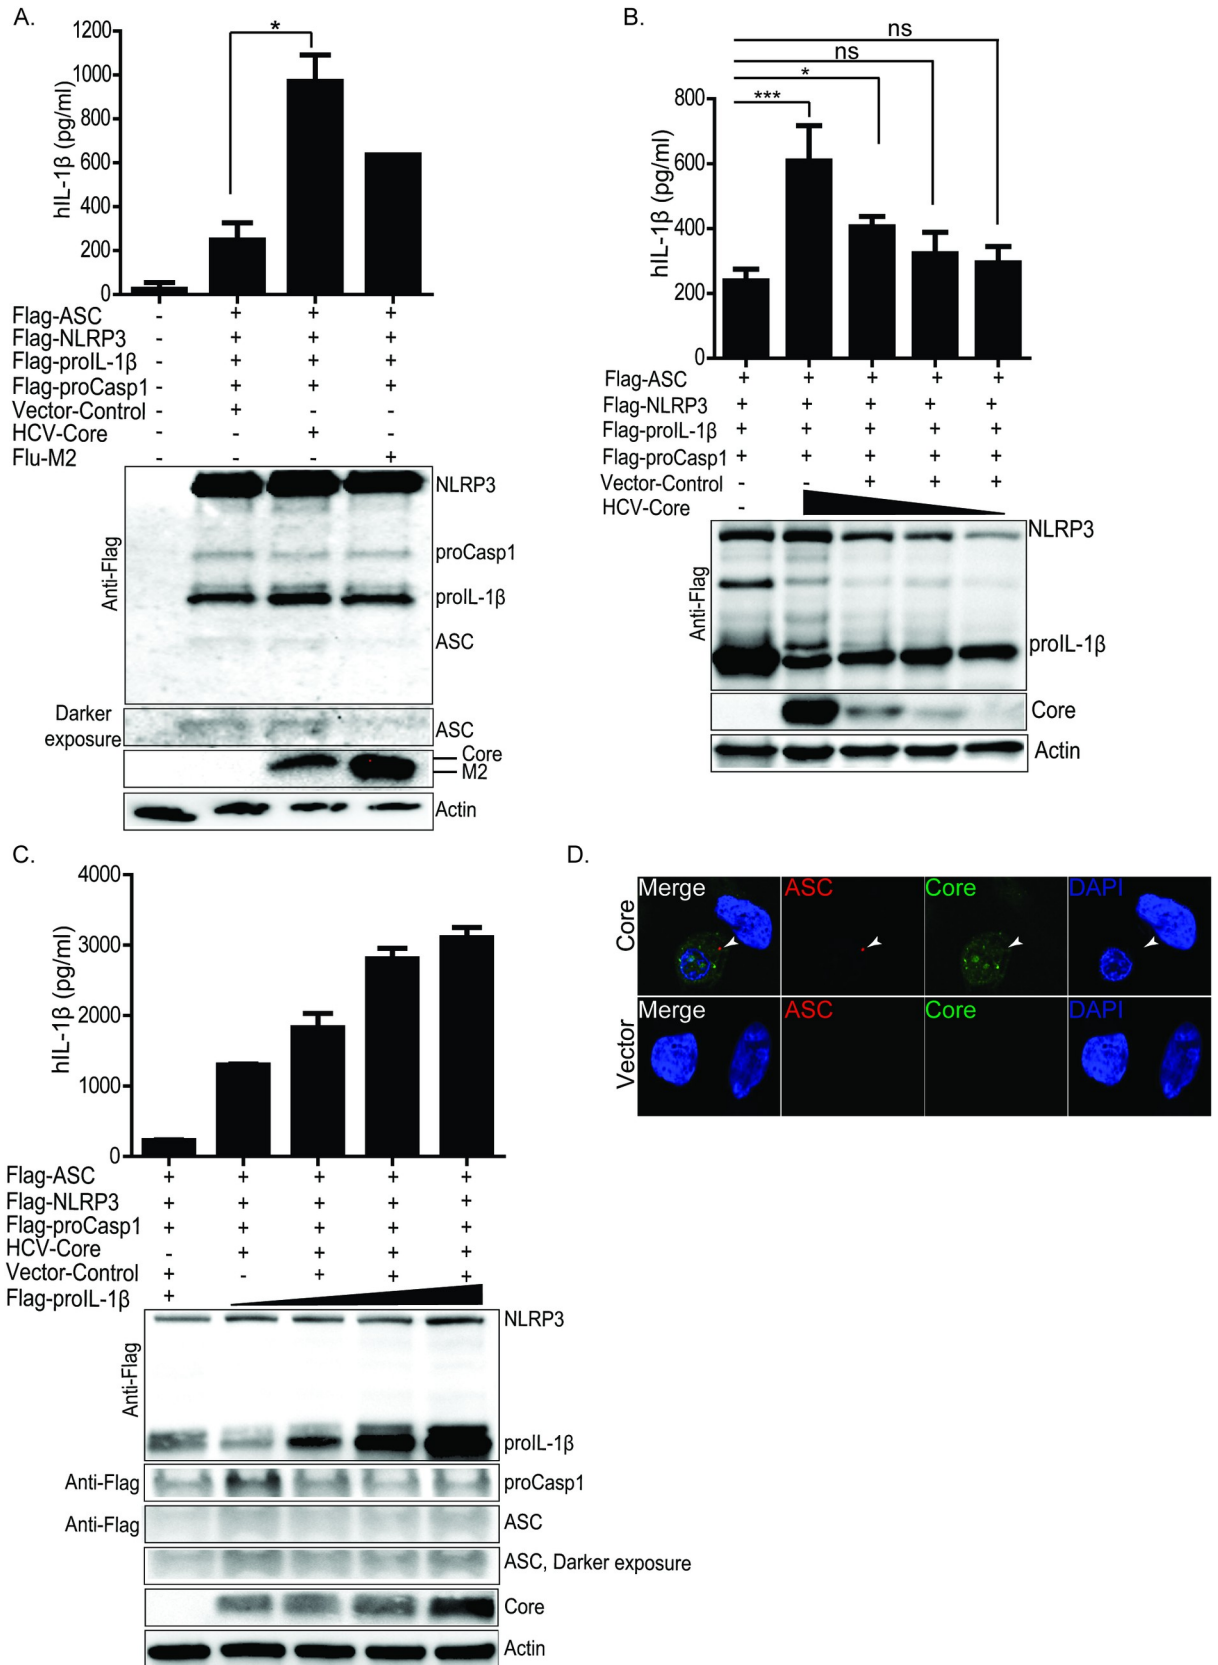 A.
*
1200
1000
800
600
400
200
0
hIL-1β (pg/ml)
Flag-ASC - + + +
Flag-NLRP3 - + + +
Flag-proIL-1β - + + +
Flag-proCasp1 - + + +
Vector-Control - + - -
HCV-Core - - + -
Flu-M2 - - - +
Anti-Flag
NLRP3
proCasp1
proIL-1β
ASC
Darker exposure
ASC
Core
M2
Actin
B.
ns
ns
*
***
800
600
400
200
0
hIL-1β (pg/ml)
Flag-ASC + + + + +
Flag-NLRP3 + + + + +
Flag-proIL-1β + + + + +
Flag-proCasp1 + + + + +
Vector-Control - - + + +
HCV-Core -
Anti-Flag
NLRP3
proIL-1β
Core
Actin
C.
4000
3000
2000
1000
0
hIL-1β (pg/ml)
Flag-ASC + + + + +
Flag-NLRP3 + + + + +
Flag-proCasp1 + + + + +
HCV-Core - + + + +
Vector-Control + - + + +
Flag-proIL-1β +
Anti-Flag
NLRP3
proIL-1β
Anti-Flag
proCasp1
Anti-Flag
ASC
ASC, Darker exposure
Core
Actin
D.
Core
Merge
ASC
Core
DAPI
Vector
Merge
ASC
Core
DAPI